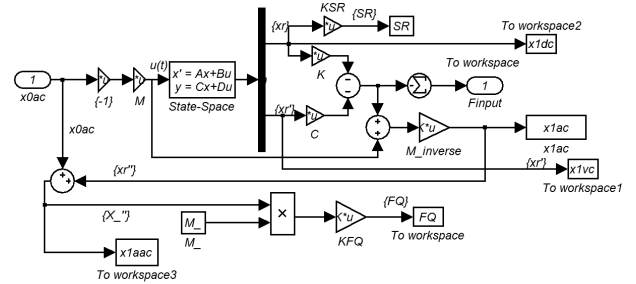 KSR
{SR}
{xr}
*u
SR
To workspace2
x1dc
u(t)
*u
K
To workspace
1
x0ac
*u
{-1}
*u
M
x' = Ax+Bu
y = Cx+Du
State-Space
−
−
−
Σ
1
Finput
{xr'}
*u
C
x0ac
+
+
K*u
M_inverse
x1ac
x1ac
{xr'}
x1vc
To workspace1
{xr"}
+
+
{X_"}
M_
M_
×
K*u
KFQ
{FQ}
FQ
To workspace
x1aac
To workspace3